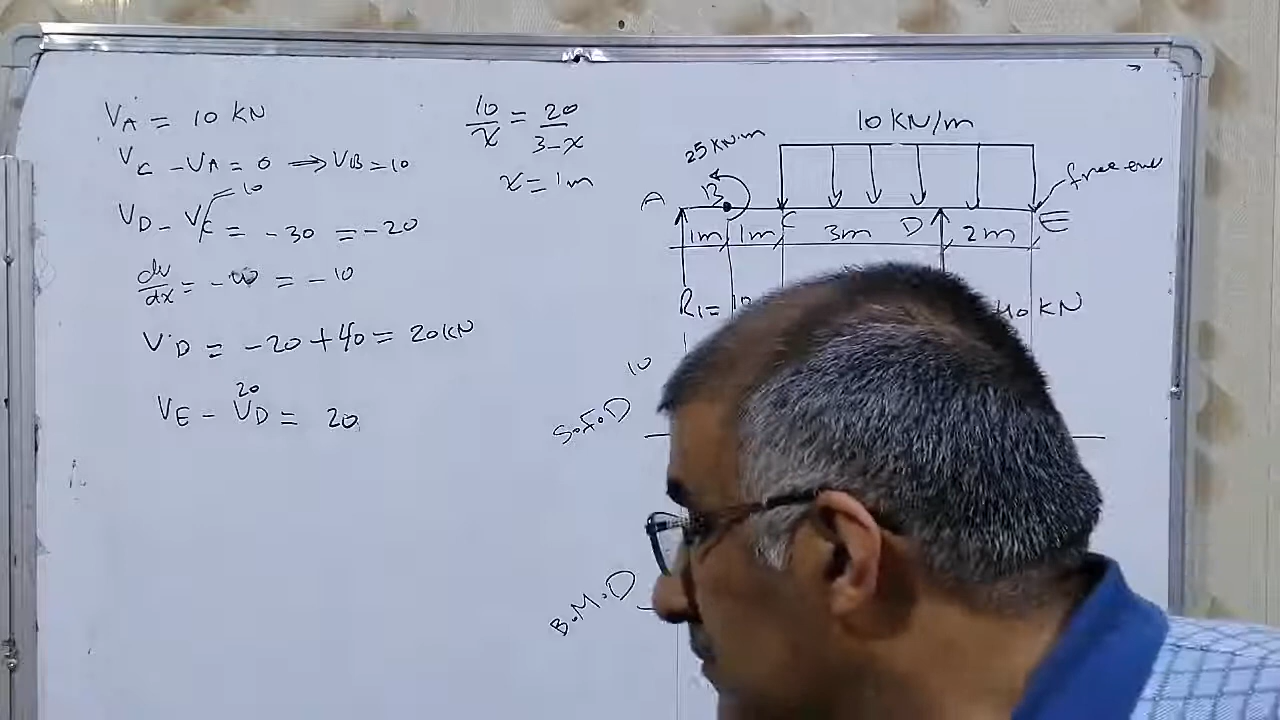 VA = 10 KN
VC - VA = 0 ⟹ VB = 10
10
VD - VC = -30 = -20
dv/dx = -10 = -10
VD = -20 + 40 = 20KN
20
VE - VD = 20
10/x = 20/3-x
x = 1m
10 KN/m
25 KN.m
free end
A B C D E
1m 1m 3m 2m
R1 =
40 KN
10
S.F.D
B.M.D